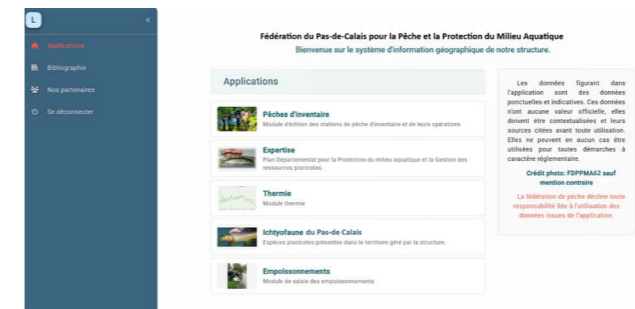 L
«
Applications
Bibliographie
Nos partenaires
Se déconnecter
Fédération du Pas-de-Calais pour la Pêche et la Protection du Milieu Aquatique
Bienvenue sur le système d'information géographique de notre structure.
Applications
Pêches d'inventaire
Module d'édition des stations de pêche d'inventaire et de leurs opérations
Expertise
Plan Départemental pour la Protection du milieu aquatique et la Gestion des
ressources piscicoles.
Thermie
Module thermie
Ichtyofaune du Pas-de Calais
Espèces piscicoles présentes dans le territoire géré par la structure.
Empoissonnements
Module de saisie des empoissonnements
Les données figurant dans
l'application sont des données
ponctuelles et indicatives. Ces données
n'ont aucune valeur officielle, elles
doivent être contextualisées et leurs
sources citées avant toute utilisation.
Elles ne peuvent en aucun cas être
utilisées pour toutes démarches à
caractère réglementaire.
Crédit photo: FDPPMA62 sauf
mention contraire
La fédération de pêche décline toute
responsabilité liée à l'utilisation des
données issues de l'application.